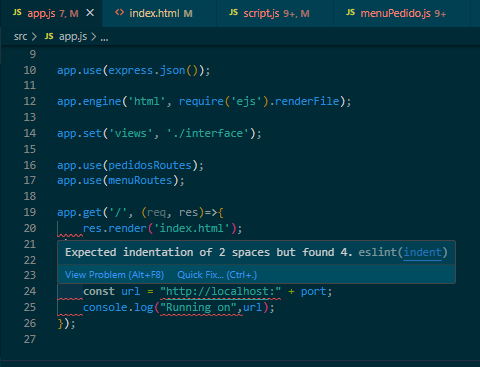 JS app.js 7, M ×
<> index.html M
JS script.js 9+, M
JS menuPedido.js 9+
src > JS app.js > ...
9
10 app.use(express.json());
11
12 app.engine('html', require('ejs').renderFile);
13
14 app.set('views', './interface');
15
16 app.use(pedidosRoutes);
17 app.use(menuRoutes);
18
19 app.get('/', (req, res)=>{
20 res.render('index.html');
21
Expected indentation of 2 spaces but found 4. eslint(indent)
22
View Problem (Alt+F8) Quick Fix... (Ctrl+.)
23
24 const url = "http://localhost:" + port;
25 console.log("Running on",url);
26 });
27